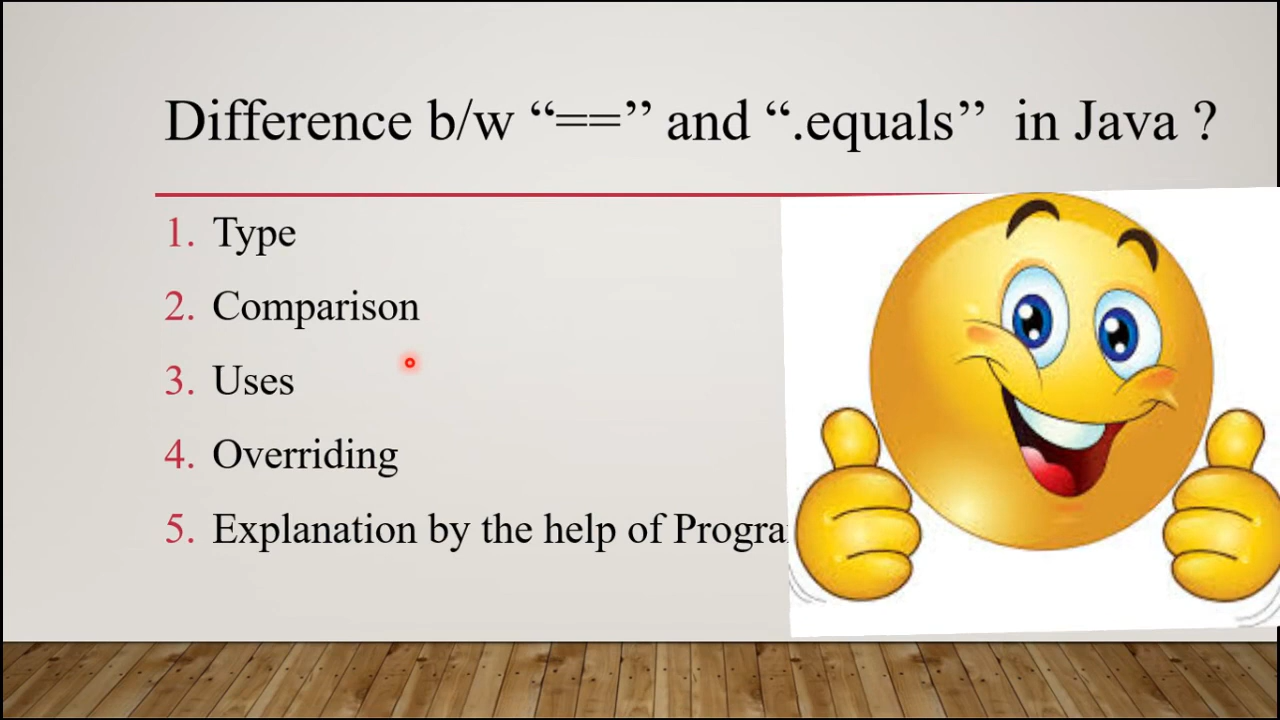 Difference b/w “==” and “.equals” in Java ?
1. Type
2. Comparison
3. Uses
4. Overriding
5. Explanation by the help of